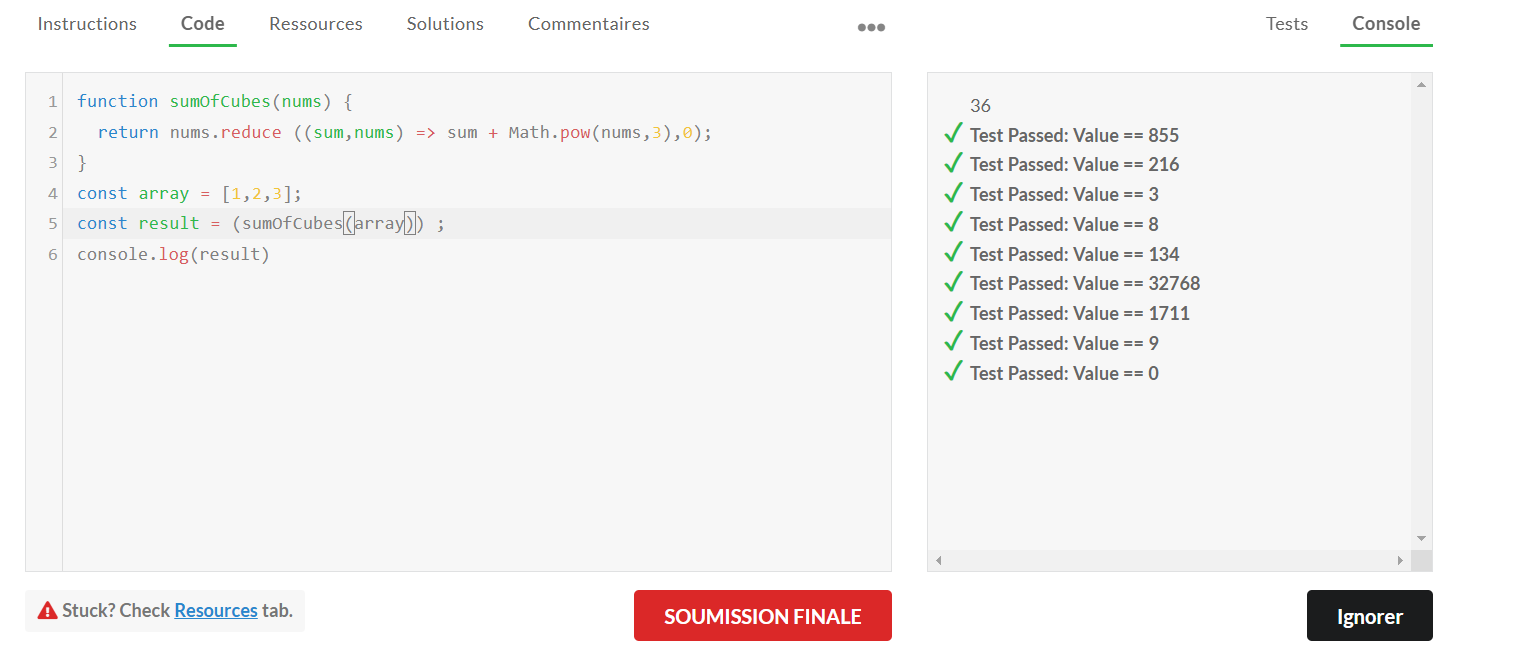 Instructions Code Ressources Solutions Commentaires ••• Tests Console
1 function sumOfCubes(nums) {
2 return nums.reduce ((sum,nums) => sum + Math.pow(nums,3),0);
3 }
4 const array = [1,2,3];
5 const result = (sumOfCubes(array)) ;
6 console.log(result)
36
✓ Test Passed: Value == 855
✓ Test Passed: Value == 216
✓ Test Passed: Value == 3
✓ Test Passed: Value == 8
✓ Test Passed: Value == 134
✓ Test Passed: Value == 32768
✓ Test Passed: Value == 1711
✓ Test Passed: Value == 9
✓ Test Passed: Value == 0
Stuck? Check Resources tab.
SOUMISSION FINALE
Ignorer